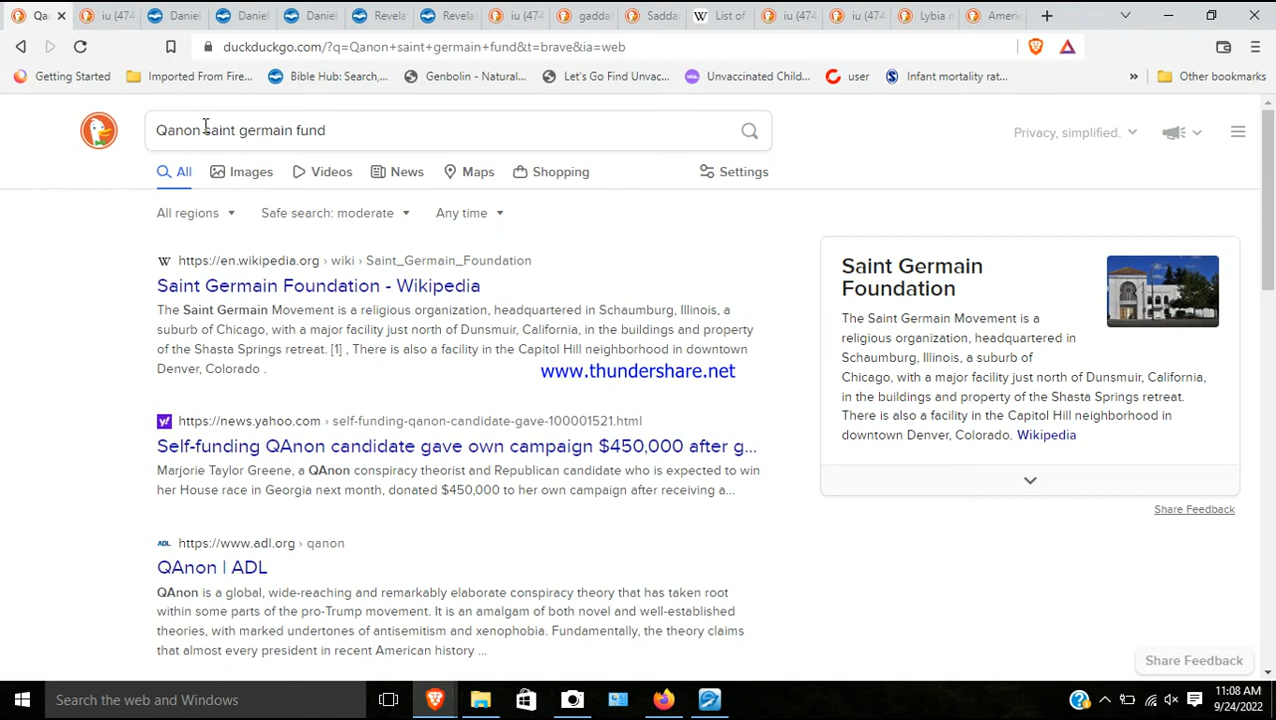 Qa
iu (474
Daniel
Daniel
Daniel
Revela
Revela
iu (474
gadda
Saddar
List of
iu (474
iu (474
Lybia r
Americ
duckduckgo.com/?q=Qanon+saint+germain+fund&t=brave&ia=web
Getting Started
Imported From Fire...
Bible Hub: Search,...
Genbolin - Natural...
Let's Go Find Unvac...
Unvaccinated Child...
user
Infant mortality rat...
Other bookmarks
Qanon saint germain fund
Privacy, simplified.
All Images Videos News Maps Shopping Settings
All regions Safe search: moderate Any time
https://en.wikipedia.org › wiki › Saint_Germain_Foundation
Saint Germain Foundation - Wikipedia
The Saint Germain Movement is a religious organization, headquartered in Schaumburg, Illinois, a
suburb of Chicago, with a major facility just north of Dunsmuir, California, in the buildings and property
of the Shasta Springs retreat. [1] , There is also a facility in the Capitol Hill neighborhood in downtown
Denver, Colorado .
www.thundershare.net
https://news.yahoo.com › self-funding-qanon-candidate-gave-100001521.html
Self-funding QAnon candidate gave own campaign $450,000 after g...
Marjorie Taylor Greene, a QAnon conspiracy theorist and Republican candidate who is expected to win
her House race in Georgia next month, donated $450,000 to her own campaign after receiving a...
ADL https://www.adl.org › qanon
QAnon | ADL
QAnon is a global, wide-reaching and remarkably elaborate conspiracy theory that has taken root
within some parts of the pro-Trump movement. It is an amalgam of both novel and well-established
theories, with marked undertones of antisemitism and xenophobia. Fundamentally, the theory claims
that almost every president in recent American history ...
Saint Germain
Foundation
The Saint Germain Movement is a
religious organization, headquartered in
Schaumburg, Illinois, a suburb of
Chicago, with a major facility just north of Dunsmuir, California,
in the buildings and property of the Shasta Springs retreat.
There is also a facility in the Capitol Hill neighborhood in
downtown Denver, Colorado. Wikipedia
Share Feedback
Share Feedback
Search the web and Windows
11:08 AM
9/24/2022